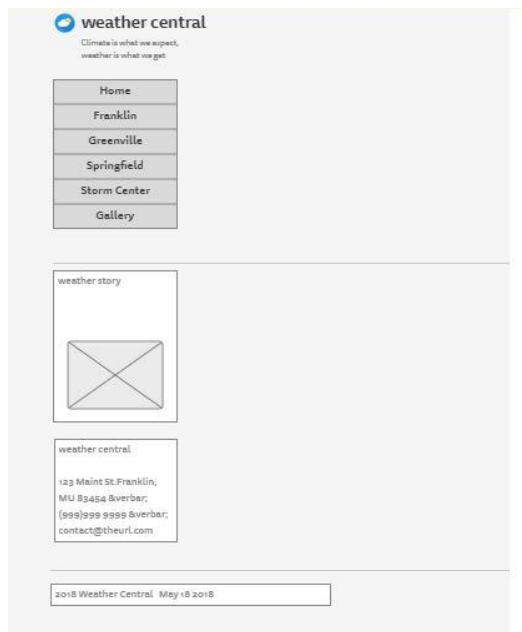 weather central
Climate is what we expect,
weather is what we get
Home
Franklin
Greenville
Springfield
Storm Center
Gallery
weather story
weather central
123 Maint St.Franklin,
MU 83454 &verbar;
(999)999 9999 &verbar;
contact@theurl.com
2018 Weather Central May 18 2018